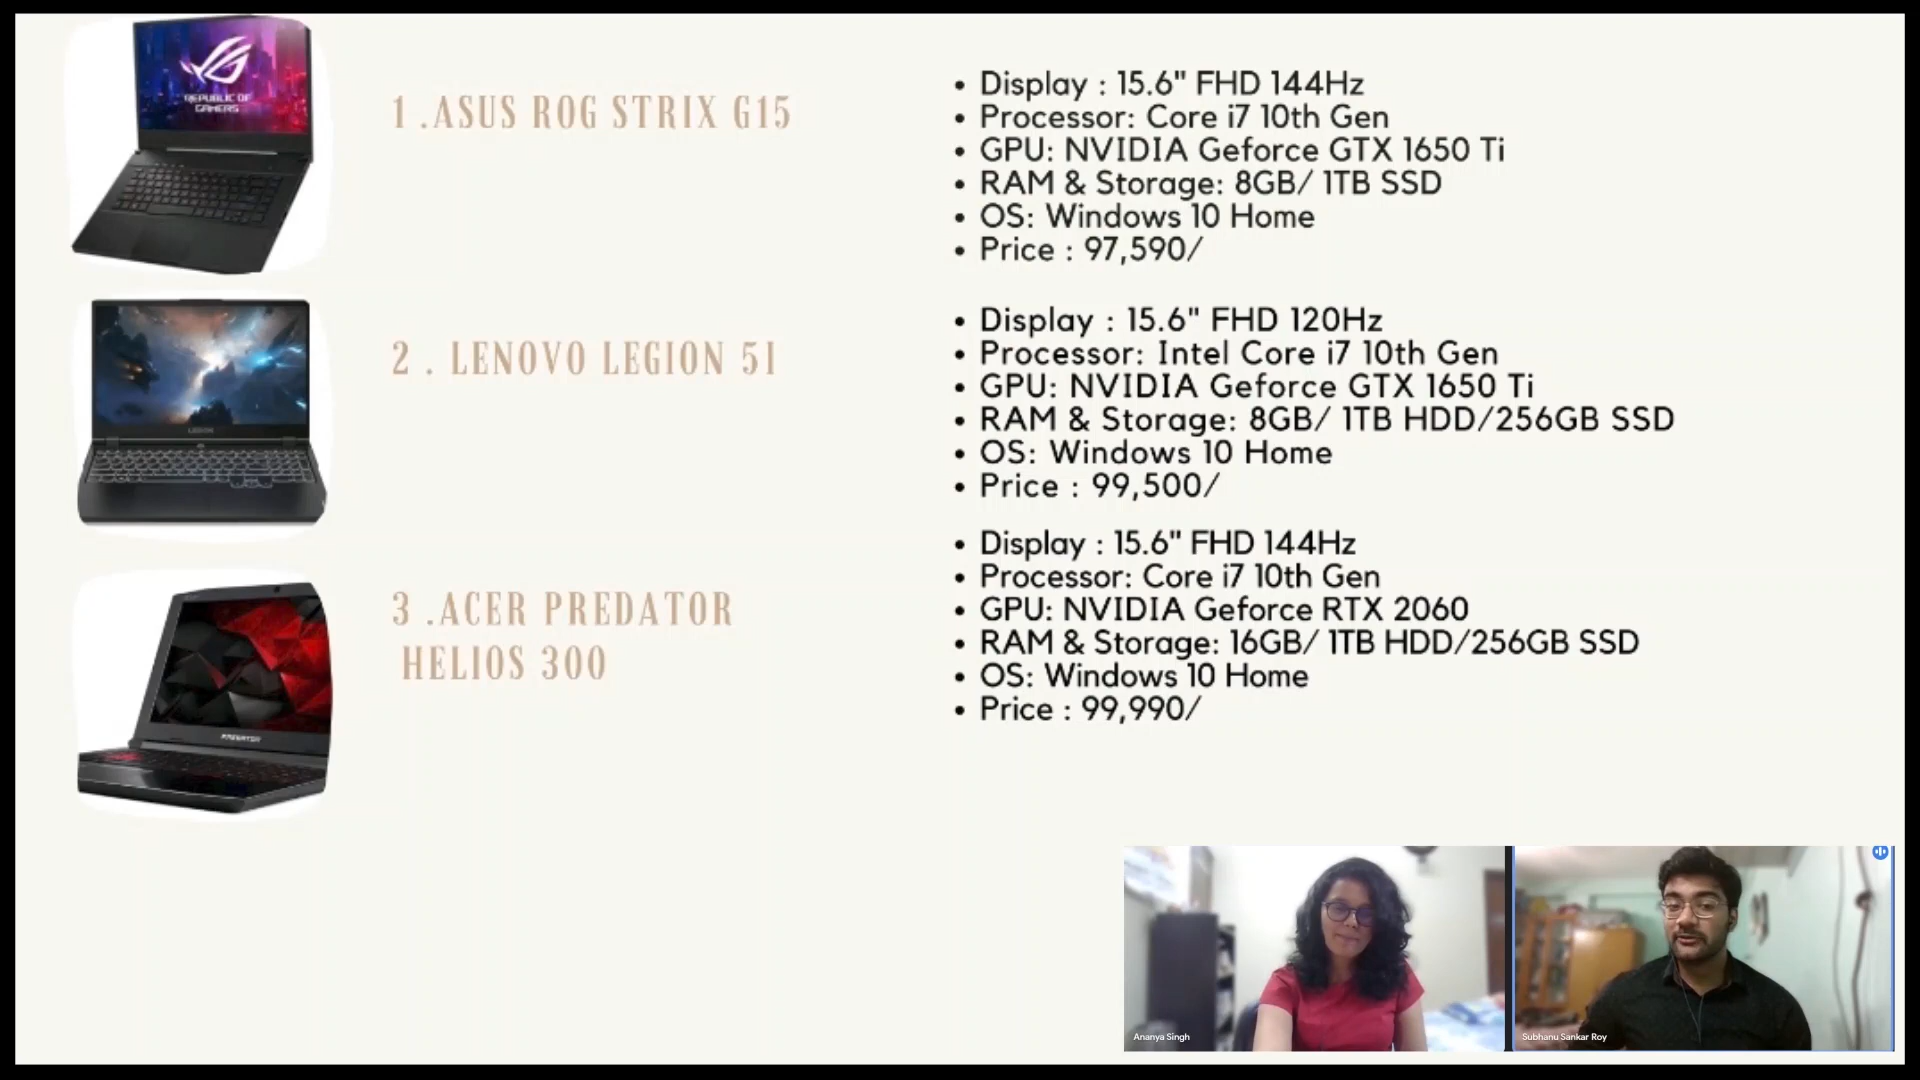 REPUBLIC OF
GAMERS
1 .ASUS ROG STRIX G15
• Display : 15.6" FHD 144Hz
• Processor: Core i7 10th Gen
• GPU: NVIDIA Geforce GTX 1650 Ti
• RAM & Storage: 8GB/ 1TB SSD
• OS: Windows 10 Home
• Price : 97,590/
2 . LENOVO LEGION 5I
• Display : 15.6" FHD 120Hz
• Processor: Intel Core i7 10th Gen
• GPU: NVIDIA Geforce GTX 1650 Ti
• RAM & Storage: 8GB/ 1TB HDD/256GB SSD
• OS: Windows 10 Home
• Price : 99,500/
LEGION
3 .ACER PREDATOR
HELIOS 300
• Display : 15.6" FHD 144Hz
• Processor: Core i7 10th Gen
• GPU: NVIDIA Geforce RTX 2060
• RAM & Storage: 16GB/ 1TB HDD/256GB SSD
• OS: Windows 10 Home
• Price : 99,990/
PREDATOR
Ananya Singh
Subhanu Sankar Roy